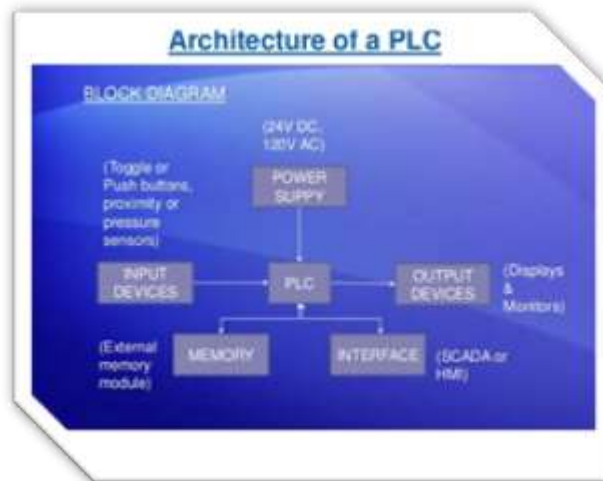 Architecture of a PLC
BLOCK DIAGRAM
(24V DC,
120V AC)
POWER
SUPPY
(Toggle or
Push buttons,
proximity or
pressure
sensors)
INPUT
DEVICES
PLC
OUTPUT
DEVICES
(Displays
&
Monitors)
(External
memory
module)
MEMORY
INTERFACE
(SCADA or
HMI)